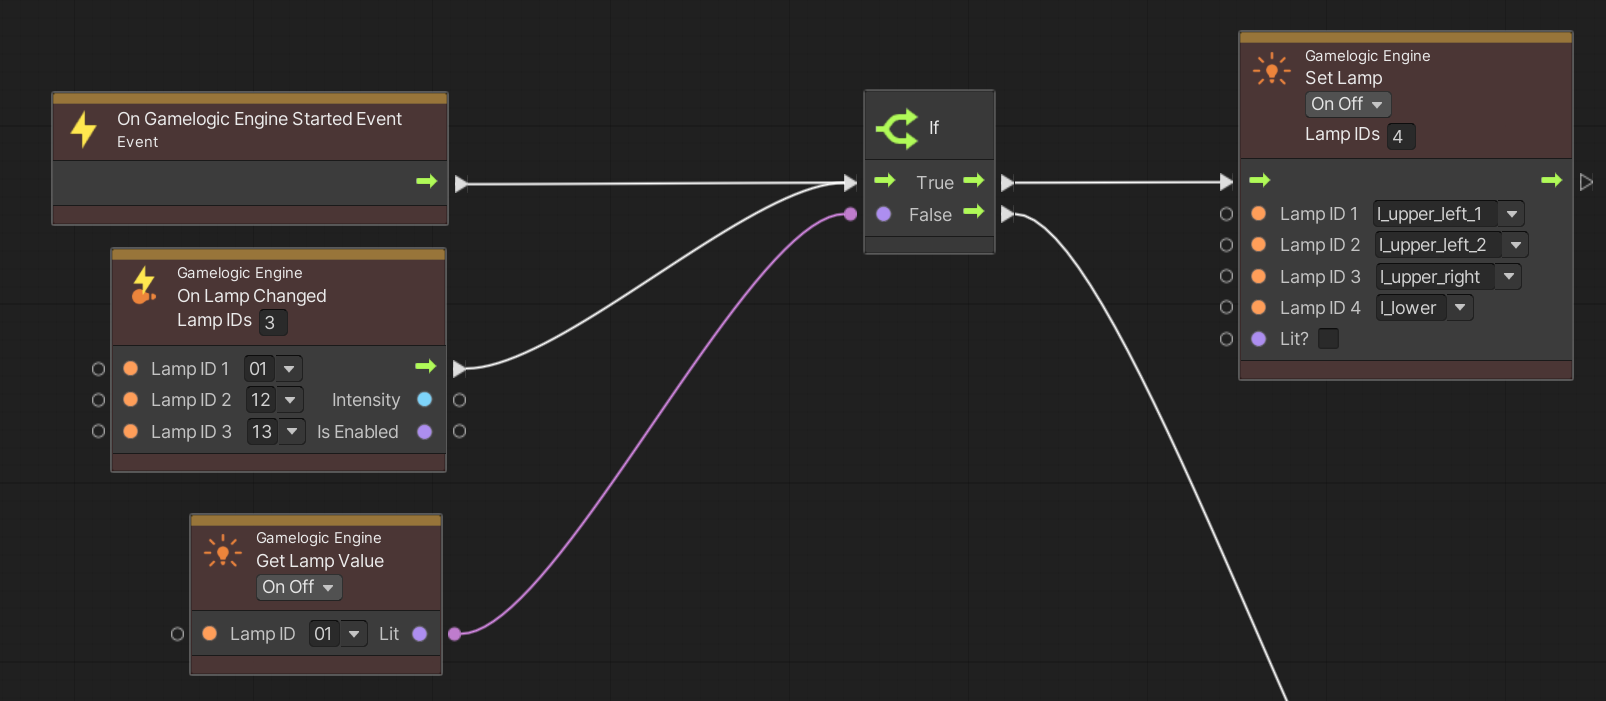 On Gamelogic Engine Started Event
Event
Gamelogic Engine
On Lamp Changed
Lamp IDs 3
Lamp ID 1 01
Lamp ID 2 12 Intensity
Lamp ID 3 13 Is Enabled
Gamelogic Engine
Get Lamp Value
On Off
Lamp ID 01 Lit
If
True
False
Gamelogic Engine
Set Lamp
On Off
Lamp IDs 4
Lamp ID 1 l_upper_left_1
Lamp ID 2 l_upper_left_2
Lamp ID 3 l_upper_right
Lamp ID 4 l_lower
Lit?